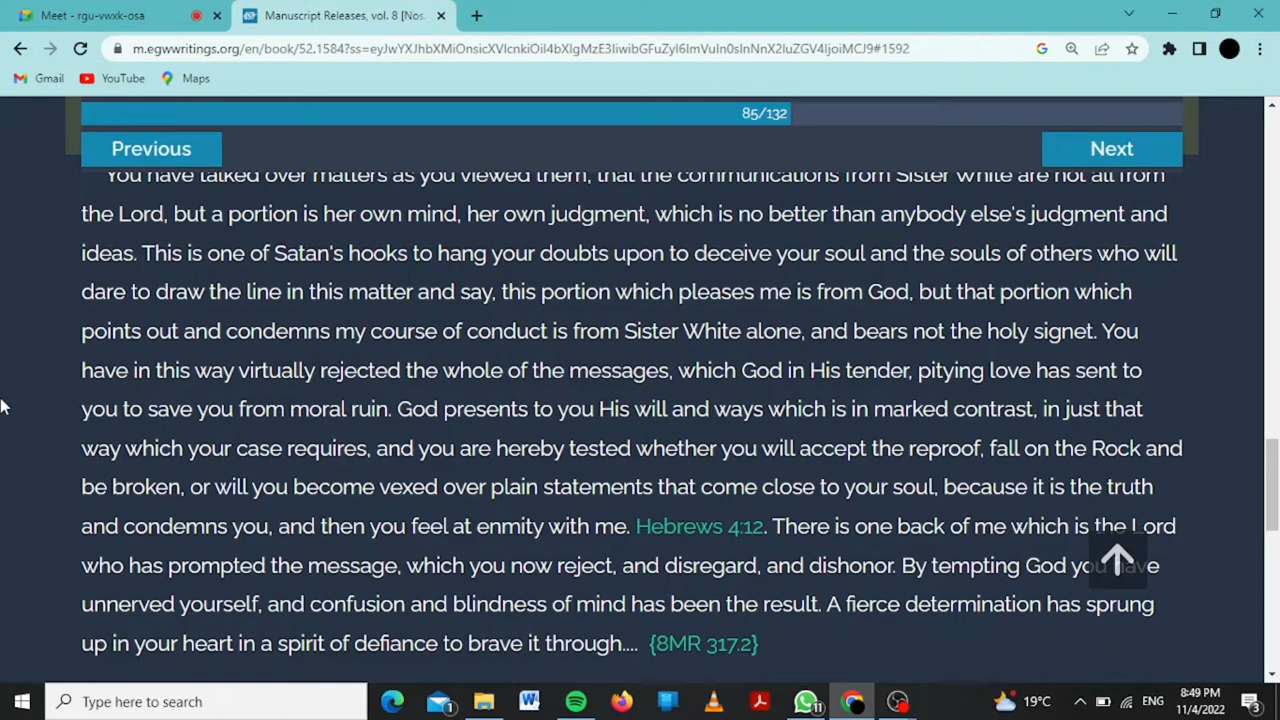 Meet - rgu-vwxk-osa
Manuscript Releases, vol. 8 [Nos.
m.egwwritings.org/en/book/52.1584?ss=eyJwYXJhbXMiOnsicXVlcnkiOil4bXlgMzE3IiwibGFuZyl6ImVuIn0sInNnX2luZGV4IjoiMCJ9#1592
Gmail
YouTube
Maps
85/132
Previous
Next
You have talked over matters as you viewed them, that the communications from Sister White are not all from
the Lord, but a portion is her own mind, her own judgment, which is no better than anybody else's judgment and
ideas. This is one of Satan's hooks to hang your doubts upon to deceive your soul and the souls of others who will
dare to draw the line in this matter and say, this portion which pleases me is from God, but that portion which
points out and condemns my course of conduct is from Sister White alone, and bears not the holy signet. You
have in this way virtually rejected the whole of the messages, which God in His tender, pitying love has sent to
you to save you from moral ruin. God presents to you His will and ways which is in marked contrast, in just that
way which your case requires, and you are hereby tested whether you will accept the reproof, fall on the Rock and
be broken, or will you become vexed over plain statements that come close to your soul, because it is the truth
and condemns you, and then you feel at enmity with me. Hebrews 4:12. There is one back of me which is the Lord
who has prompted the message, which you now reject, and disregard, and dishonor. By tempting God you have
unnerved yourself, and confusion and blindness of mind has been the result. A fierce determination has sprung
up in your heart in a spirit of defiance to brave it through.... {8MR 317.2}
Type here to search
1
11
19°C
ENG
8:49 PM
11/4/2022
3